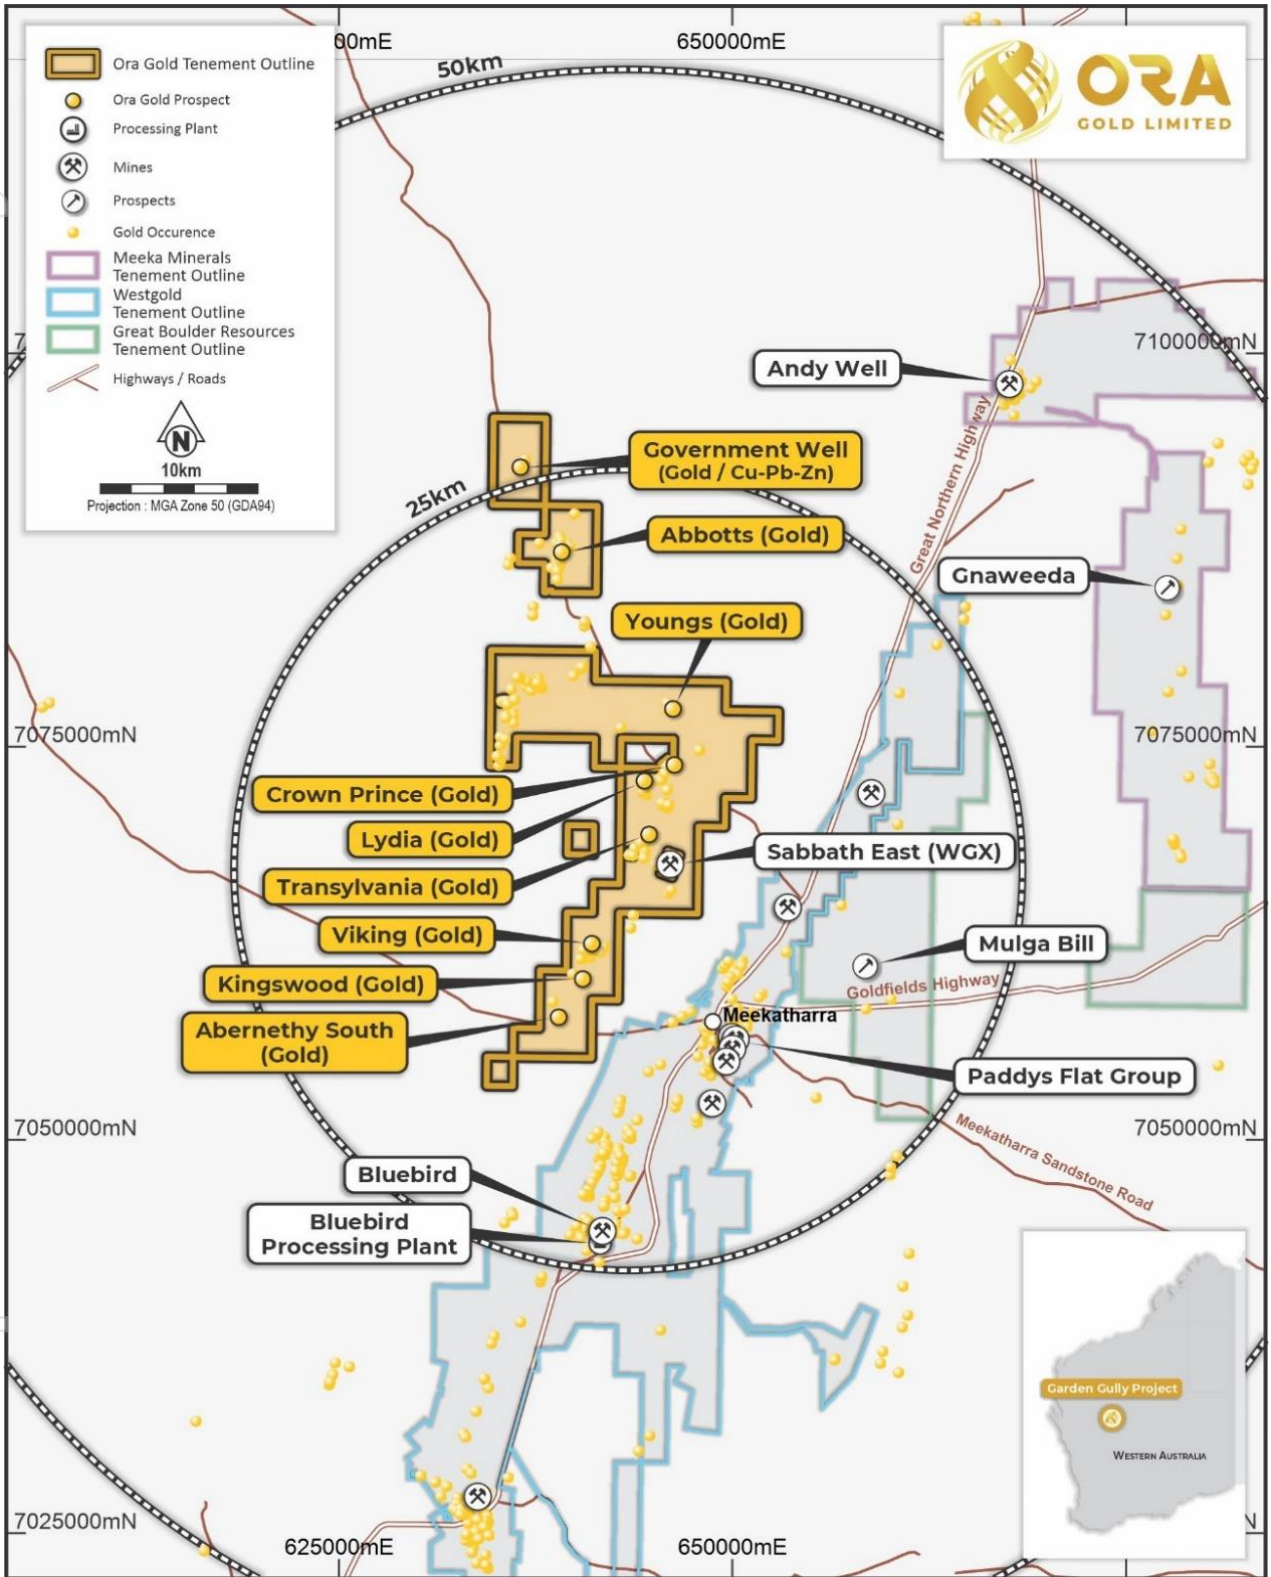 00mE
650000mE
50km
ORA
GOLD LIMITED
Ora Gold Tenement Outline
Ora Gold Prospect
Processing Plant
Mines
Prospects
Gold Occurence
Meeka Minerals
Tenement Outline
Westgold
Tenement Outline
Great Boulder Resources
Tenement Outline
Highways / Roads
N
10km
Projection : MGA Zone 50 (GDA94)
7
7100000mN
Andy Well
Great Northern Highway
Government Well
(Gold / Cu-Pb-Zn)
25km
Abbotts (Gold)
Gnaweeda
Youngs (Gold)
7075000mN
7075000mN
Crown Prince (Gold)
Lydia (Gold)
Sabbath East (WGX)
Transylvania (Gold)
Viking (Gold)
Mulga Bill
Kingswood (Gold)
Goldfields Highway
Meekatharra
Abernethy South
(Gold)
Paddys Flat Group
7050000mN
7050000mN
Meekatharra Sandstone Road
Bluebird
Bluebird
Processing Plant
Garden Gully Project
WESTERN AUSTRALIA
7025000mN
N
625000mE
650000mE